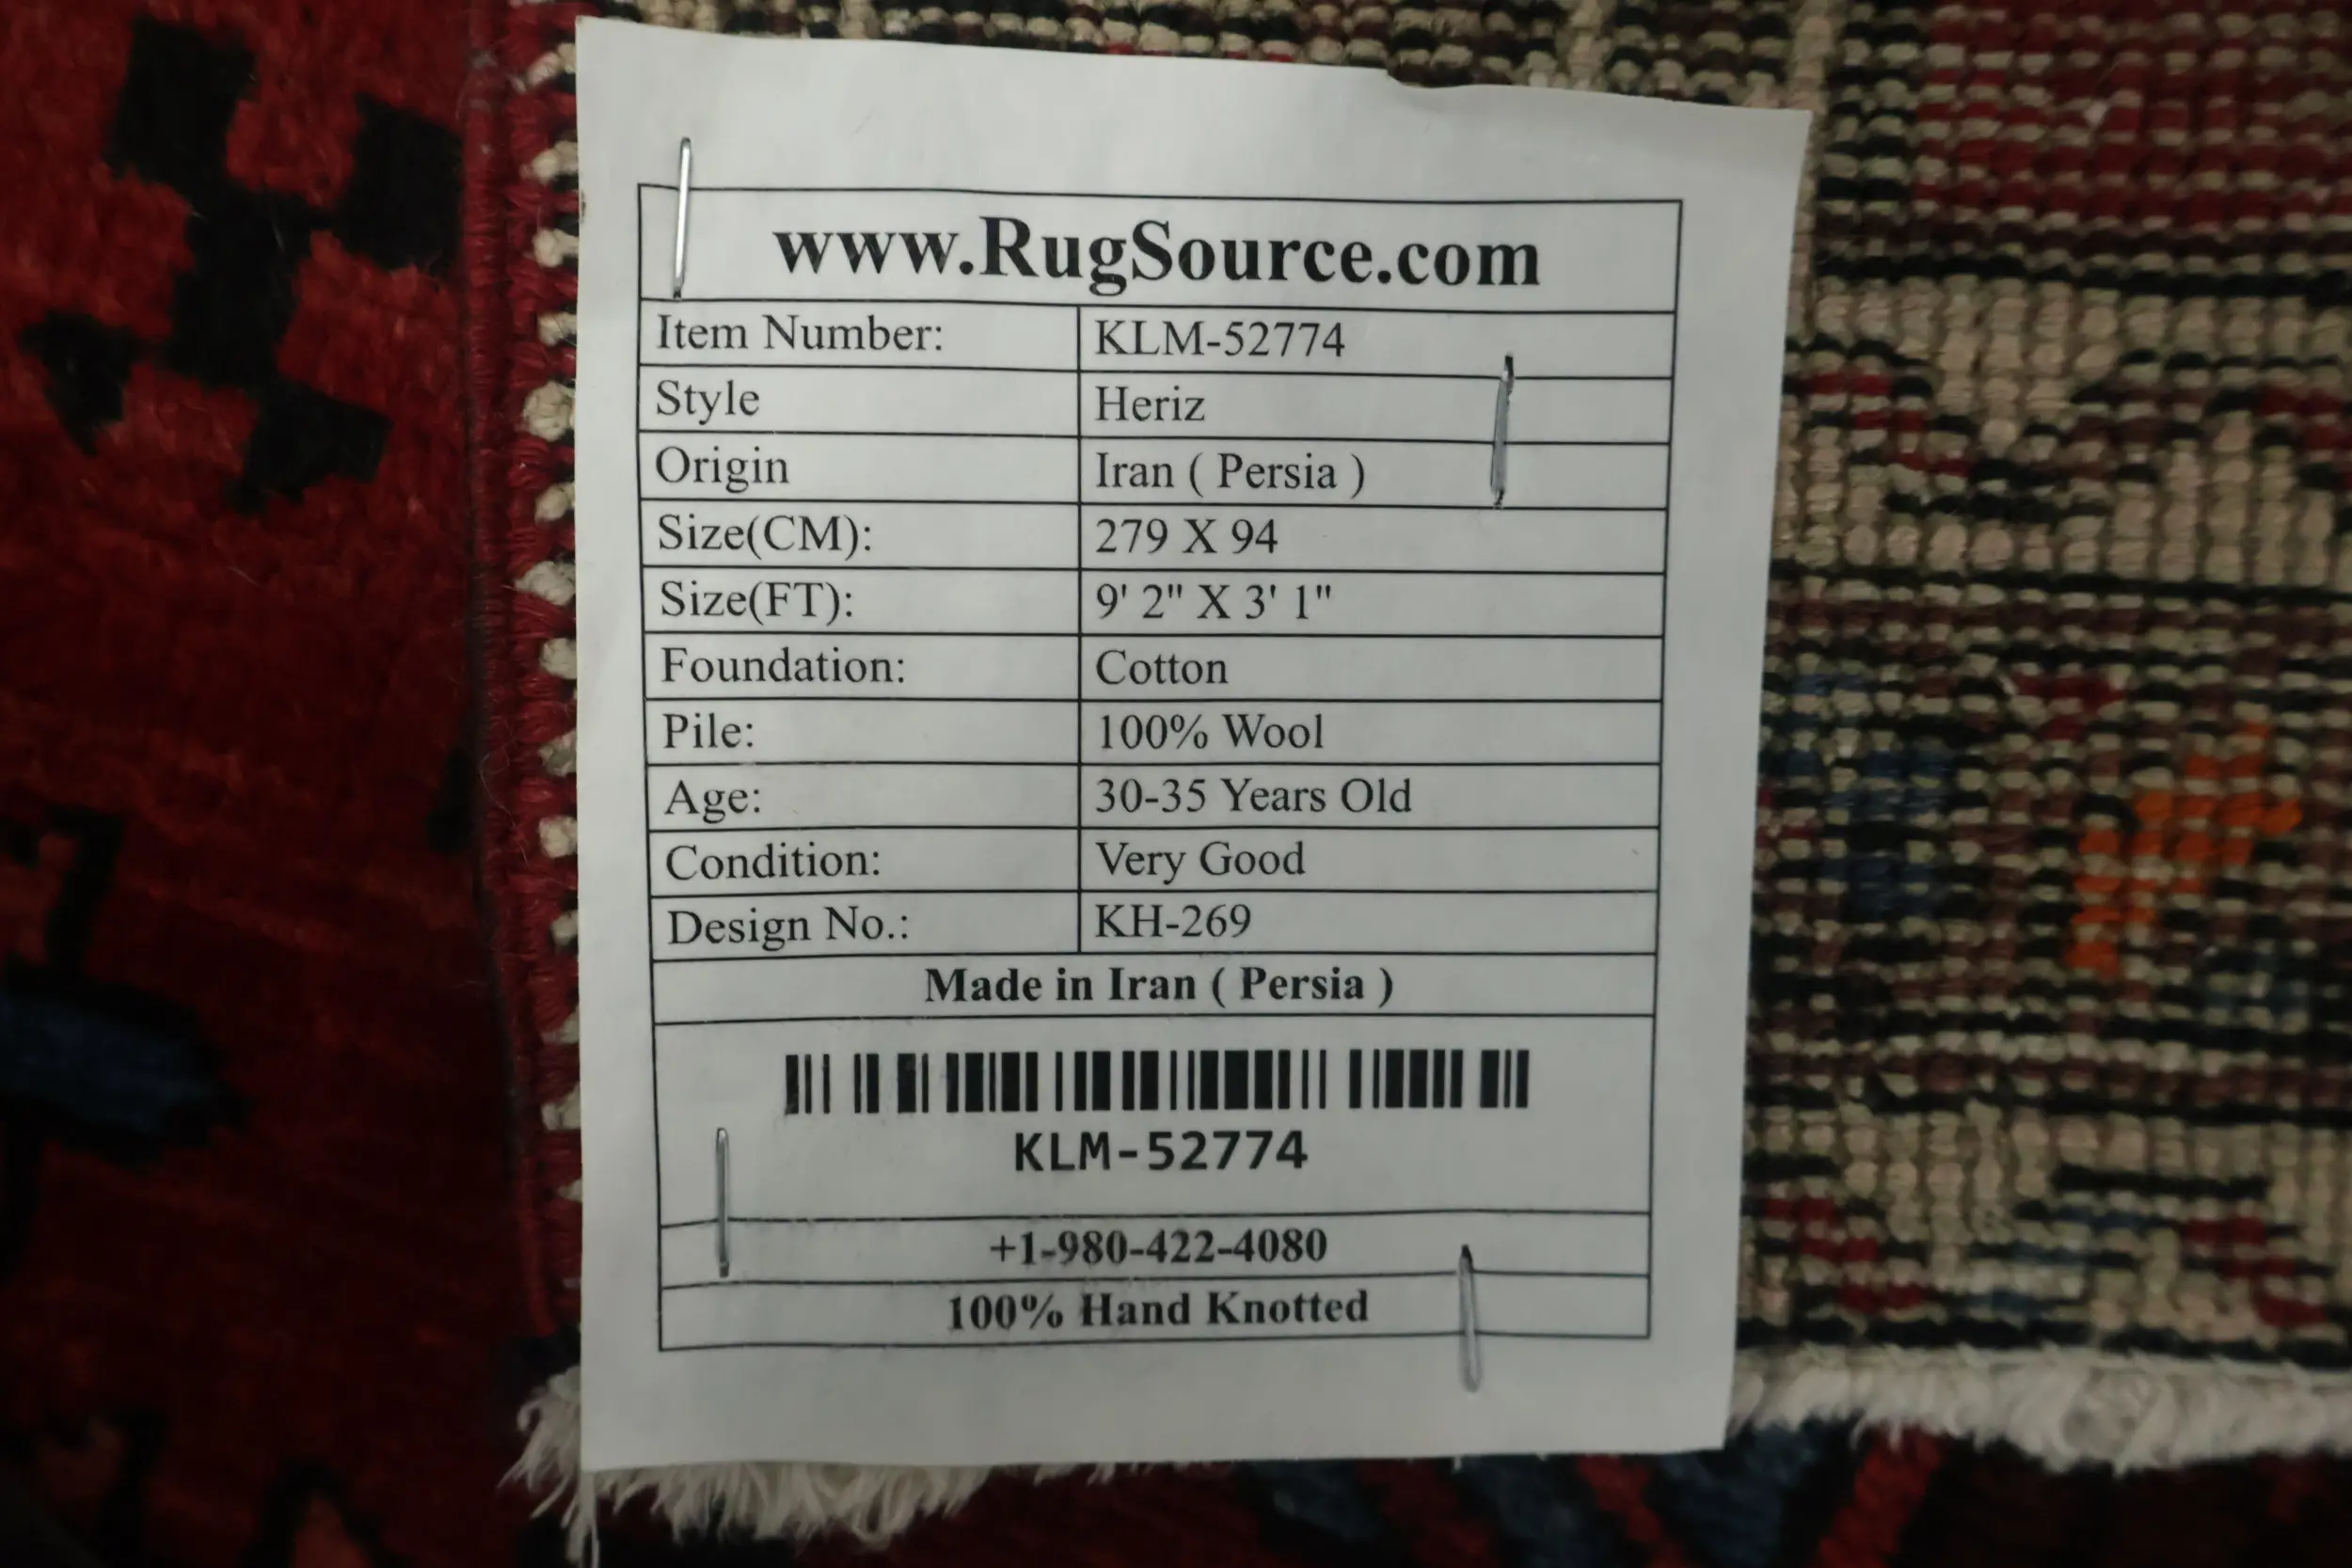 www.RugSource.com
Item Number: KLM-52774
Style Heriz
Origin Iran ( Persia )
Size(CM): 279 X 94
Size(FT): 9' 2" X 3' 1"
Foundation: Cotton
Pile: 100% Wool
Age: 30-35 Years Old
Condition: Very Good
Design No.: KH-269
Made in Iran ( Persia )
KLM-52774
+1-980-422-4080
100% Hand Knotted